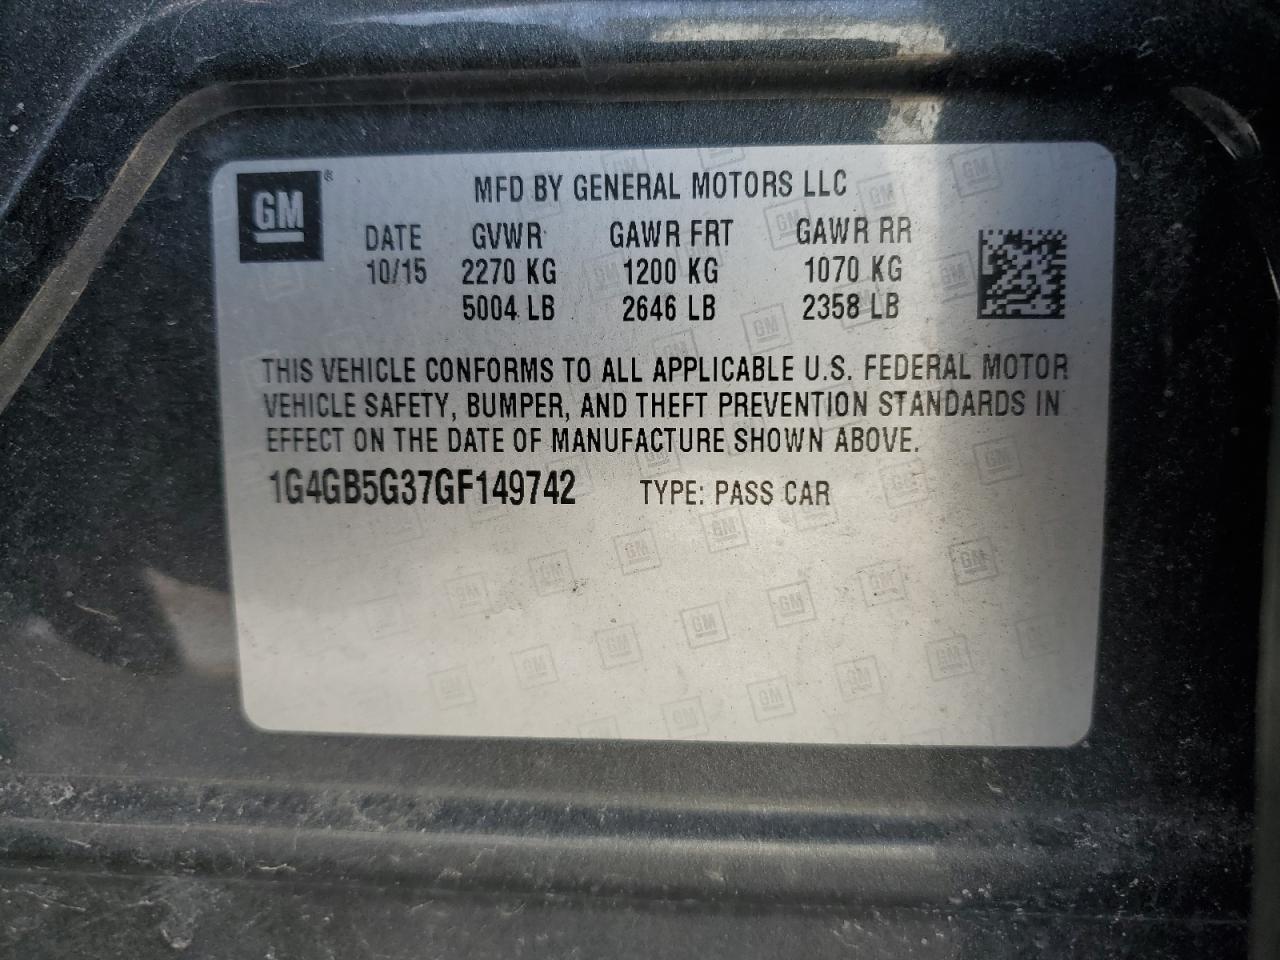 GM ®
MFD BY GENERAL MOTORS LLC
DATE GVWR GAWR FRT GAWR RR
10/15 2270 KG 1200 KG 1070 KG
5004 LB 2646 LB 2358 LB
THIS VEHICLE CONFORMS TO ALL APPLICABLE U.S. FEDERAL MOTOR
VEHICLE SAFETY, BUMPER, AND THEFT PREVENTION STANDARDS IN
EFFECT ON THE DATE OF MANUFACTURE SHOWN ABOVE.
1G4GB5G37GF149742 TYPE: PASS CAR